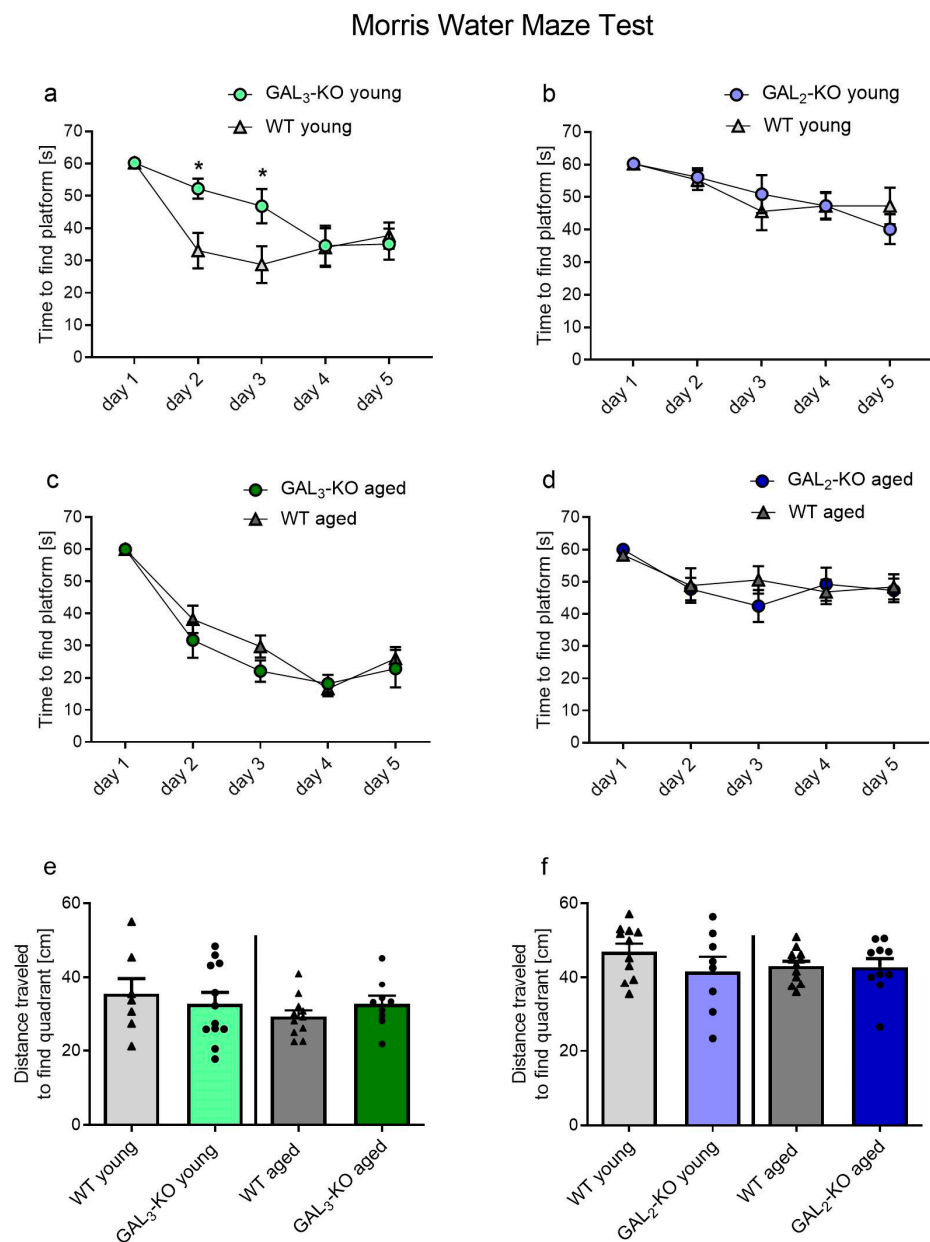 Morris Water Maze Test
a
GAL₃-KO young
WT young
Time to find platform [s]
70
60
50
40
30
20
10
0
*
*
day 1
day 2
day 3
day 4
day 5
b
GAL₂-KO young
WT young
Time to find platform [s]
70
60
50
40
30
20
10
0
day 1
day 2
day 3
day 4
day 5
c
GAL₃-KO aged
WT aged
Time to find platform [s]
70
60
50
40
30
20
10
0
day 1
day 2
day 3
day 4
day 5
d
GAL₂-KO aged
WT aged
Time to find platform [s]
70
60
50
40
30
20
10
0
day 1
day 2
day 3
day 4
day 5
e
Distance traveled
to find quadrant [cm]
60
40
20
0
WT young
GAL₃-KO young
WT aged
GAL₃-KO aged
f
Distance traveled
to find quadrant [cm]
60
40
20
0
WT young
GAL₂-KO young
WT aged
GAL₂-KO aged